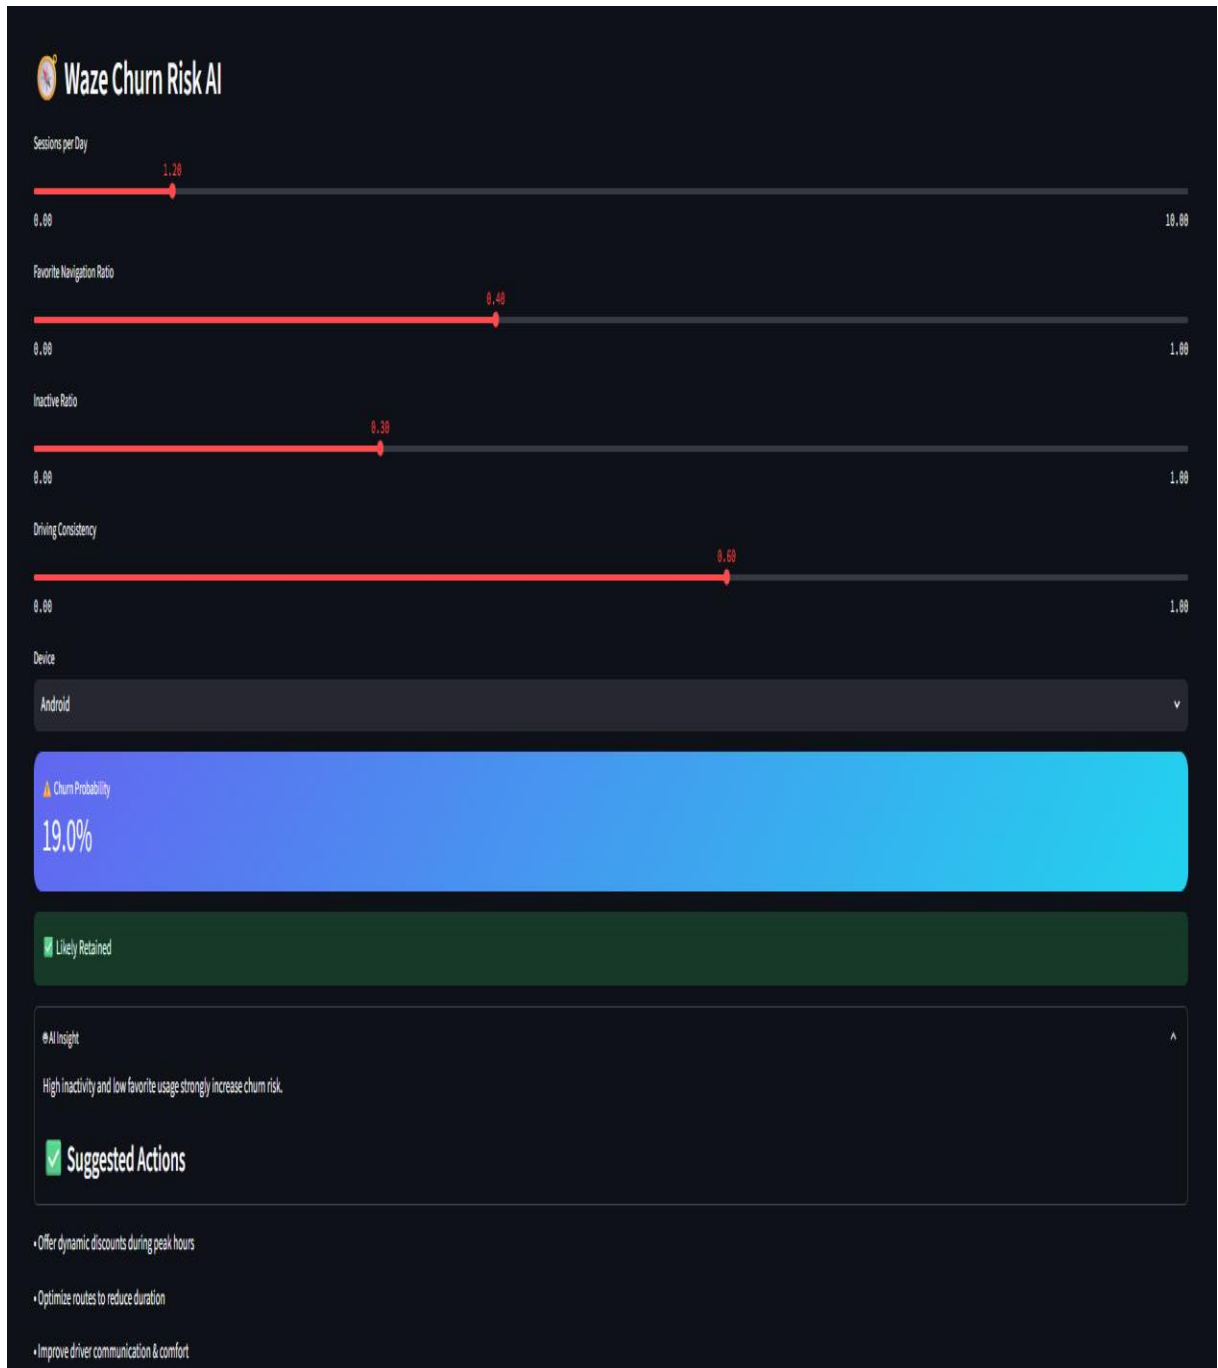 Waze Churn Risk AI
Sessions per Day
1.20
0.00 10.00
Favorite Navigation Ratio
0.40
0.00 1.00
Inactive Ratio
0.30
0.00 1.00
Driving Consistency
0.60
0.00 1.00
Device
Android
Churn Probability
19.0%
Likely Retained
AI Insight
High inactivity and low favorite usage strongly increase churn risk.
Suggested Actions
• Offer dynamic discounts during peak hours
• Optimize routes to reduce duration
• Improve driver communication & comfort